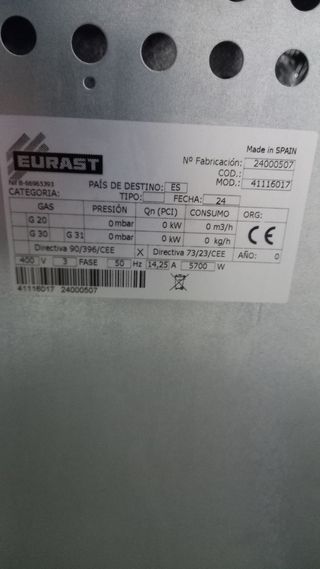 EURAST
Made in SPAIN
Nº Fabricación: 24000507
COD.:
PAÍS DE DESTINO: ES MOD.: 41116017
CATEGORIA: TIPO: FECHA: 24
GAS PRESIÓN Qn (PCI) CONSUMO ORG: CE
G 20 0 mbar 0 kW 0 m3/h
G 30 G 31 0 mbar 0 kW 0 kg/h
Directiva 90/396/CEE X Directiva 73/23/CEE AÑO: 0
400 V 3 FASE 50 Hz 14,25 A 5700 W
41116017 24000507